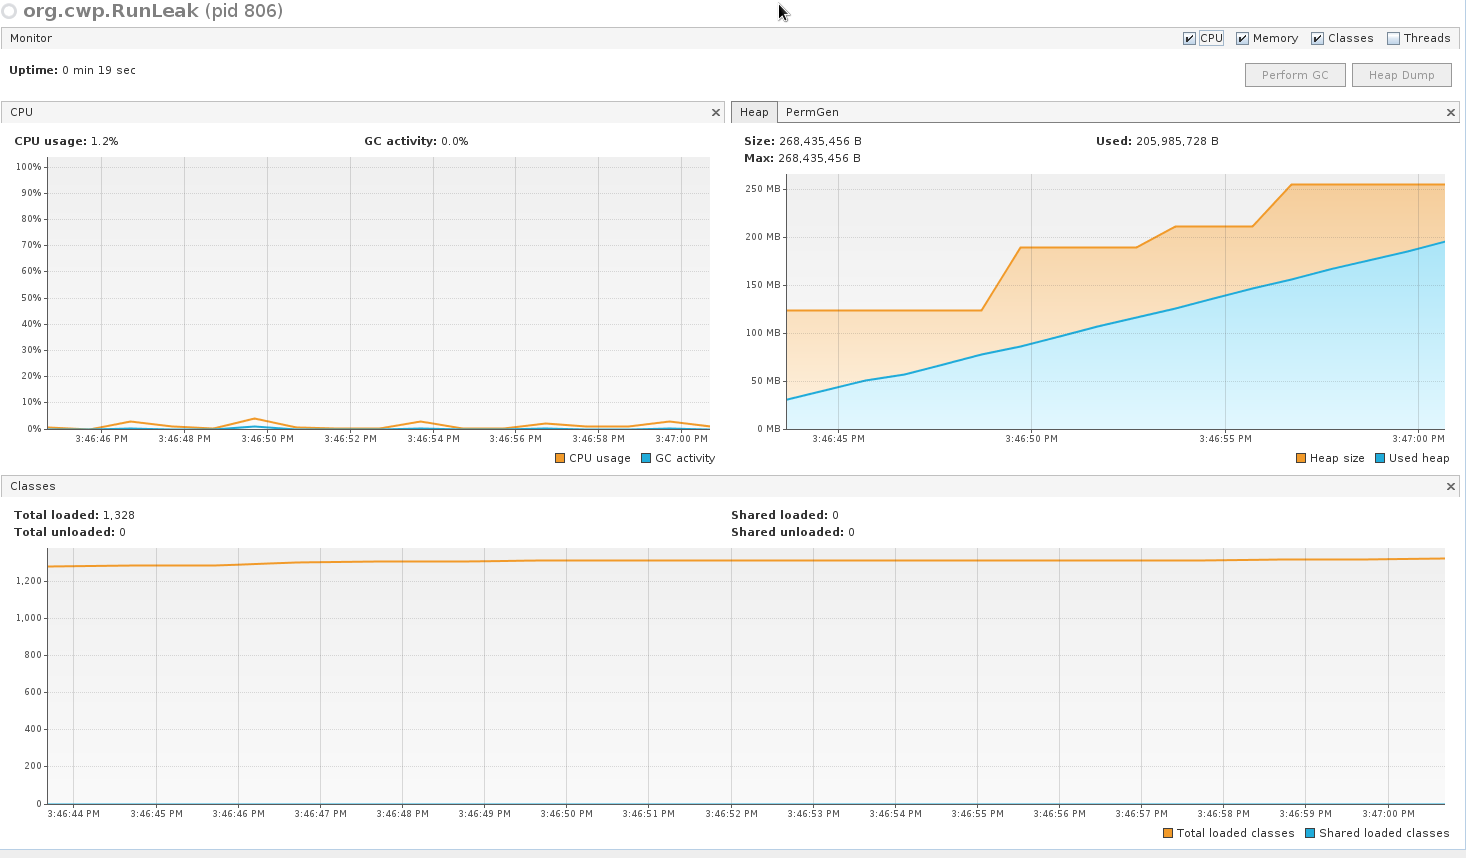 org.cwp.RunLeak (pid 806)
Monitor
CPU Memory Classes Threads
Uptime: 0 min 19 sec
Perform GC Heap Dump
CPU
CPU usage: 1.2% GC activity: 0.0%
100%
90%
80%
70%
60%
50%
40%
30%
20%
10%
0%
3:46:46 PM 3:46:48 PM 3:46:50 PM 3:46:52 PM 3:46:54 PM 3:46:56 PM 3:46:58 PM 3:47:00 PM
CPU usage GC activity
Heap PermGen
Size: 268,435,456 B Used: 205,985,728 B
Max: 268,435,456 B
250 MB
200 MB
150 MB
100 MB
50 MB
0 MB
3:46:45 PM 3:46:50 PM 3:46:55 PM 3:47:00 PM
Heap size Used heap
Classes
Total loaded: 1,328 Shared loaded: 0
Total unloaded: 0 Shared unloaded: 0
1,200
1,000
800
600
400
200
0
3:46:44 PM 3:46:45 PM 3:46:46 PM 3:46:47 PM 3:46:48 PM 3:46:49 PM 3:46:50 PM 3:46:51 PM 3:46:52 PM 3:46:53 PM 3:46:54 PM 3:46:55 PM 3:46:56 PM 3:46:57 PM 3:46:58 PM 3:46:59 PM 3:47:00 PM
Total loaded classes Shared loaded classes